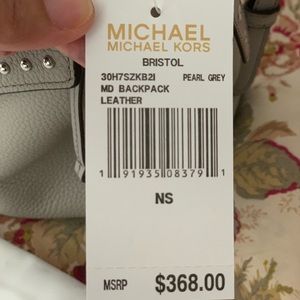 MICHAEL
MICHAEL KORS
BRISTOL
30H7SZKB2I PEARL GREY
MD BACKPACK
LEATHER
1 91935 08379 1
NS
MSRP $368.00